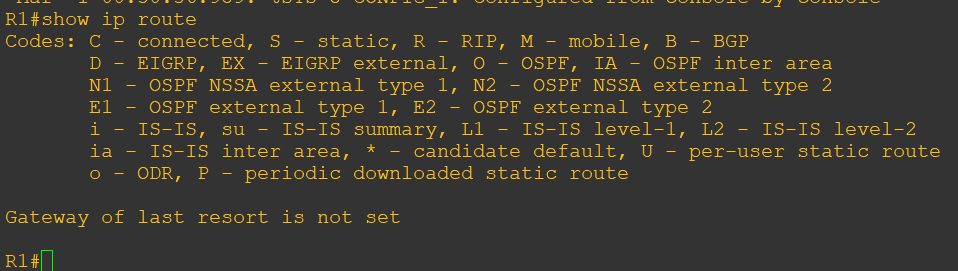 *Mar 1 00:50:50.989: %SYS-5-CONFIG_I: Configured from console by console
R1#show ip route
Codes: C - connected, S - static, R - RIP, M - mobile, B - BGP
D - EIGRP, EX - EIGRP external, O - OSPF, IA - OSPF inter area
N1 - OSPF NSSA external type 1, N2 - OSPF NSSA external type 2
E1 - OSPF external type 1, E2 - OSPF external type 2
i - IS-IS, su - IS-IS summary, L1 - IS-IS level-1, L2 - IS-IS level-2
ia - IS-IS inter area, * - candidate default, U - per-user static route
o - ODR, P - periodic downloaded static route
Gateway of last resort is not set
R1#